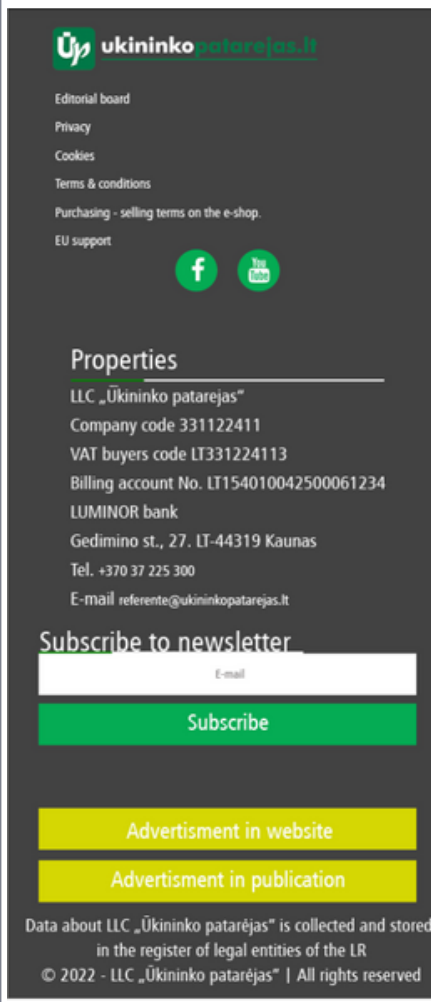 Ūp ukininkopatarejas.lt
Editorial board
Privacy
Cookies
Terms & conditions
Purchasing - selling terms on the e-shop.
EU support
f You Tube
Properties
LLC „Ūkininko patarejas“
Company code 331122411
VAT buyers code LT331224113
Billing account No. LT154010042500061234
LUMINOR bank
Gedimino st., 27. LT-44319 Kaunas
Tel. +370 37 225 300
E-mail referente@ukininkopatarejas.lt
Subscribe to newsletter
E-mail
Subscribe
Advertisment in website
Advertisment in publication
Data about LLC „Ūkininko patarėjas“ is collected and stored
in the register of legal entities of the LR
© 2022 - LLC „Ūkininko patarėjas“ | All rights reserved